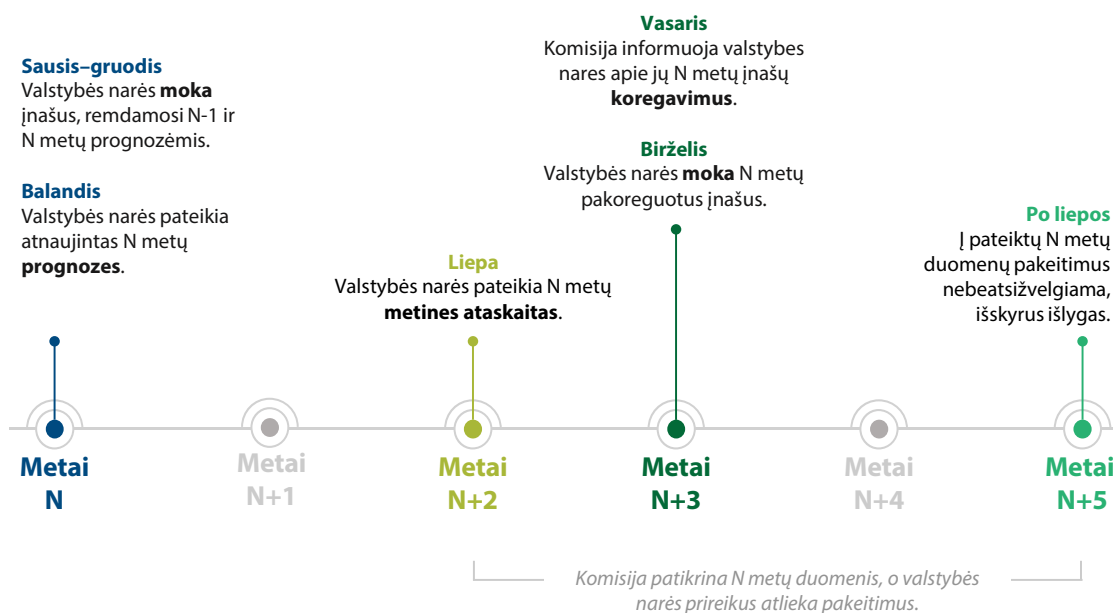 Sausis–gruodis
Valstybės narės moka
įnašus, remdamosi N-1 ir
N metų prognozėmis.
Balandis
Valstybės narės pateikia
atnaujintas N metų
prognozes.
Liepa
Valstybės narės pateikia N metų
metines ataskaitas.
Vasaris
Komisija informuoja valstybes
nares apie jų N metų įnašų
koregavimus.
Birželis
Valstybės narės moka N metų
pakoreguotus įnašus.
Po liepos
Į pateiktų N metų
duomenų pakeitimus
nebeatsižvelgiama,
išskyrus išlygas.
Metai
N
Metai
N+1
Metai
N+2
Metai
N+3
Metai
N+4
Metai
N+5
Komisija patikrina N metų duomenis, o valstybės
narės prireikus atlieka pakeitimus.